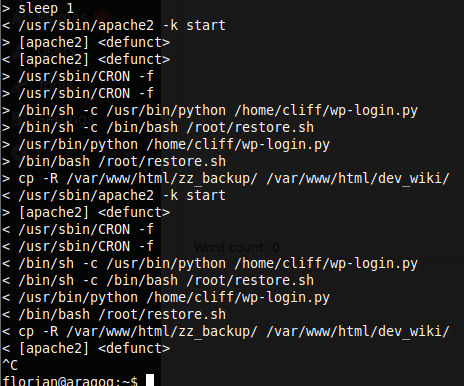 > sleep 1
< /usr/sbin/apache2 -k start
> [apache2] <defunct>
< [apache2] <defunct>
> /usr/sbin/CRON -f
> /usr/sbin/CRON -f
> /bin/sh -c /usr/bin/python /home/cliff/wp-login.py
> /bin/sh -c /bin/bash /root/restore.sh
> /usr/bin/python /home/cliff/wp-login.py
> /bin/bash /root/restore.sh
> cp -R /var/www/html/zz_backup/ /var/www/html/dev_wiki/
< /usr/sbin/apache2 -k start
> [apache2] <defunct>
< /usr/sbin/CRON -f
< /usr/sbin/CRON -f
Word count: 0
< /bin/sh -c /usr/bin/python /home/cliff/wp-login.py
< /bin/sh -c /bin/bash /root/restore.sh
< /usr/bin/python /home/cliff/wp-login.py
< /bin/bash /root/restore.sh
< cp -R /var/www/html/zz_backup/ /var/www/html/dev_wiki/
< [apache2] <defunct>
^C
florian@aragog:~$